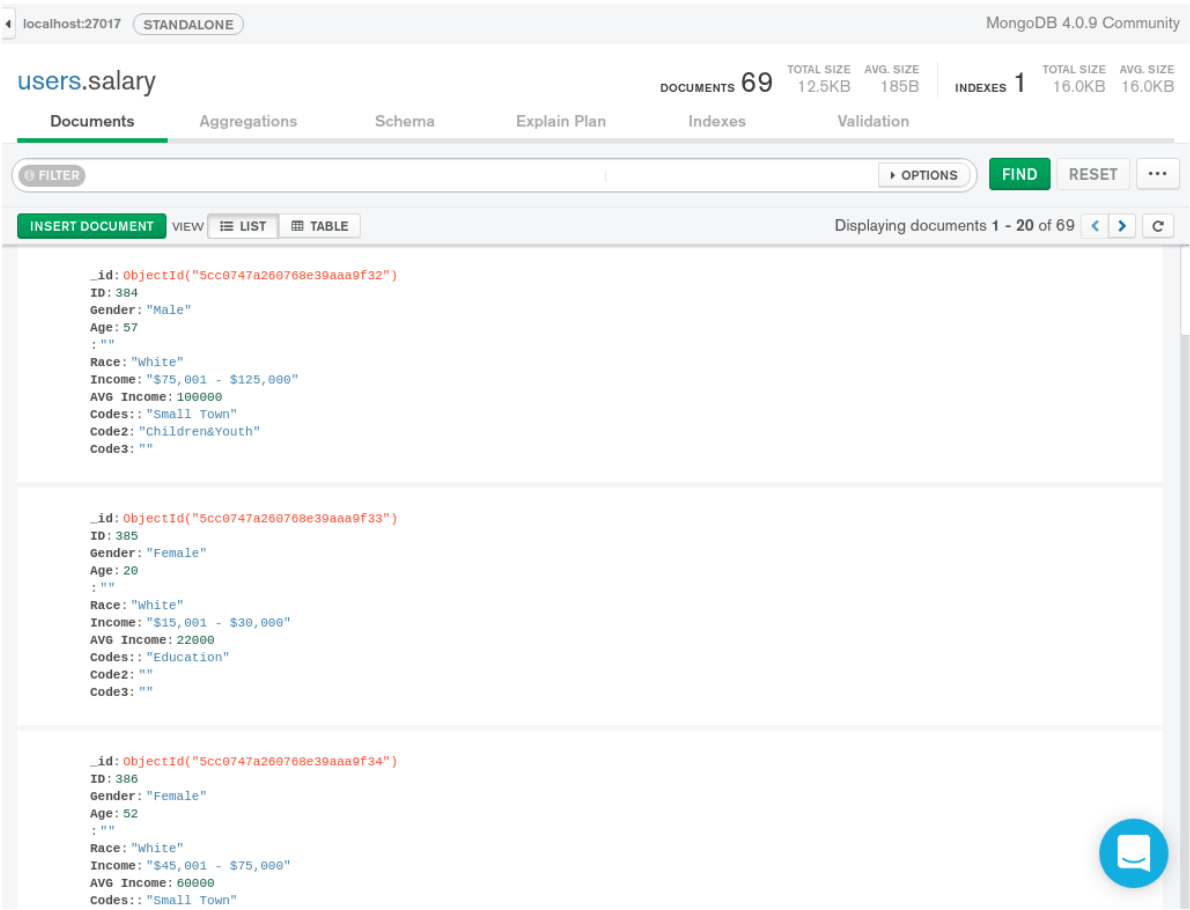 localhost:27017 STANDALONE MongoDB 4.0.9 Community
users.salary DOCUMENTS 69 TOTAL SIZE 12.5KB AVG. SIZE 185B INDEXES 1 TOTAL SIZE 16.0KB AVG. SIZE 16.0KB
Documents Aggregations Schema Explain Plan Indexes Validation
FILTER OPTIONS FIND RESET ...
INSERT DOCUMENT VIEW LIST TABLE Displaying documents 1 - 20 of 69 < > C
_id: ObjectId("5cc0747a260768e39aaa9f32")
ID: 384
Gender: "Male"
Age: 57
: ""
Race: "White"
Income: "$75,001 - $125,000"
AVG Income: 100000
Codes:: "Small Town"
Code2: "Children&Youth"
Code3: ""
_id: ObjectId("5cc0747a260768e39aaa9f33")
ID: 385
Gender: "Female"
Age: 20
: ""
Race: "White"
Income: "$15,001 - $30,000"
AVG Income: 22000
Codes:: "Education"
Code2: ""
Code3: ""
_id: ObjectId("5cc0747a260768e39aaa9f34")
ID: 386
Gender: "Female"
Age: 52
: ""
Race: "White"
Income: "$45,001 - $75,000"
AVG Income: 60000
Codes:: "Small Town"